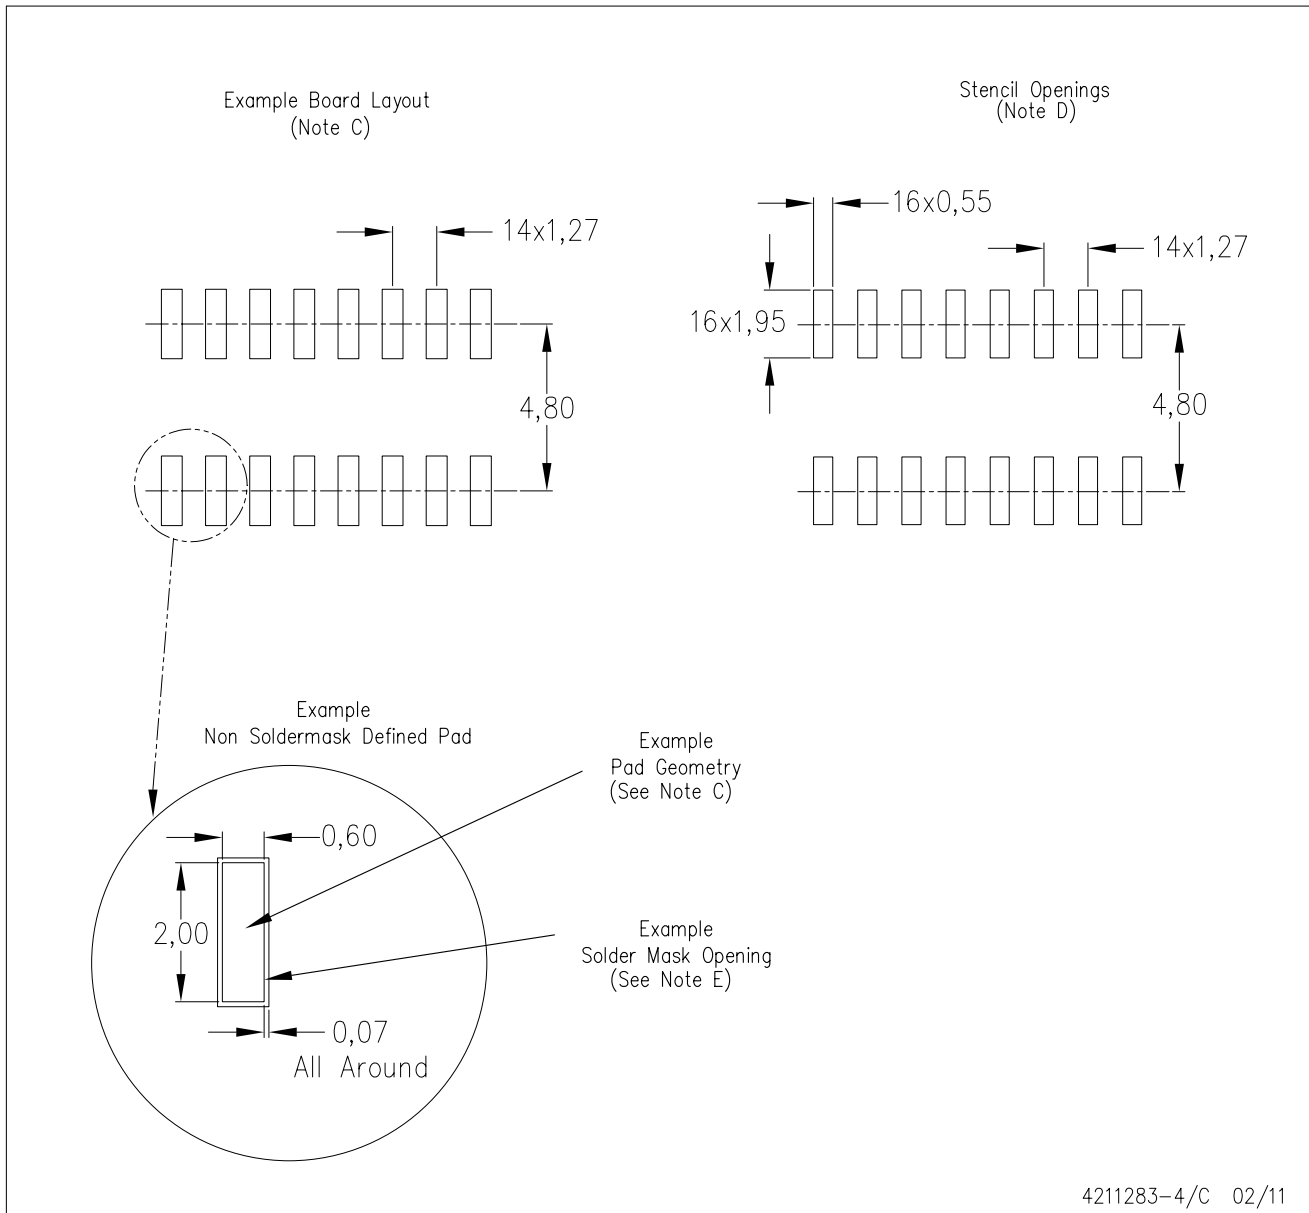 Example Board Layout
(Note C)
Stencil Openings
(Note D)
14x1,27
4,80
16x0,55
14x1,27
16x1,95
4,80
Example
Non Soldermask Defined Pad
0,60
2,00
0,07
All Around
Example
Pad Geometry
(See Note C)
Example
Solder Mask Opening
(See Note E)
4211283-4/C 02/11